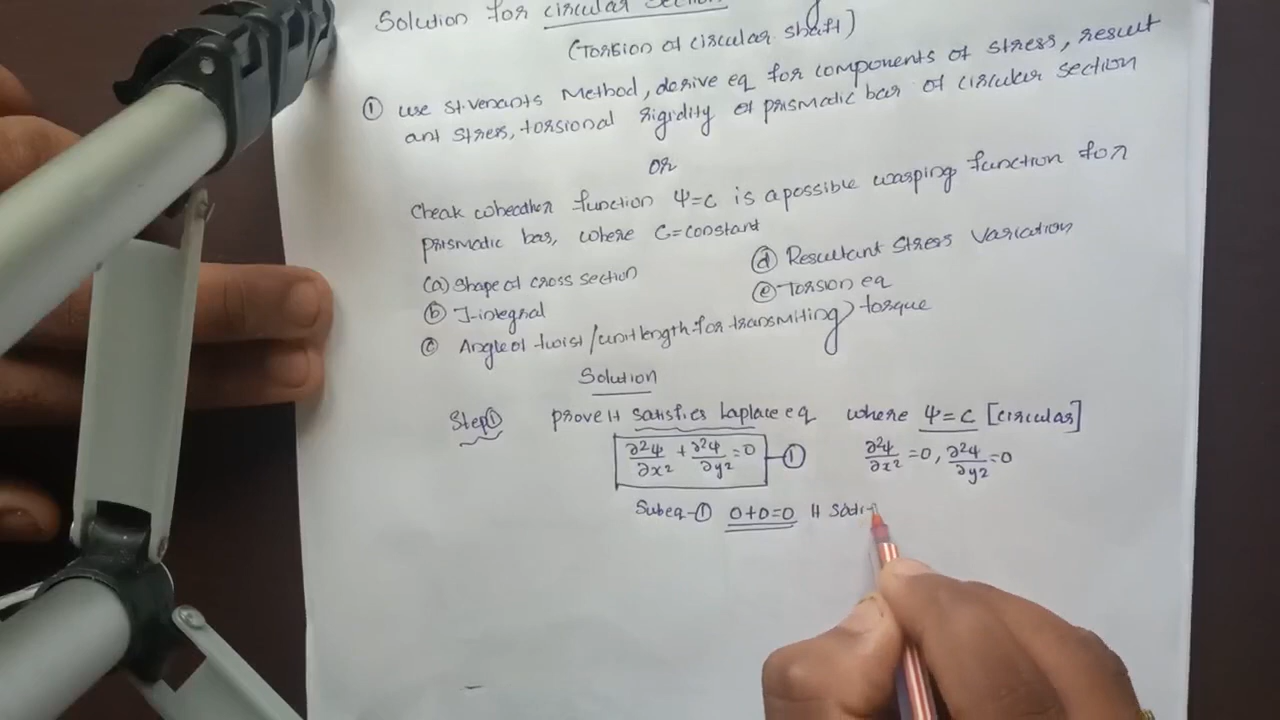 Solution for circular section
(Torsion of circular shaft)
① use st.venants Method, derive eq for components of stress, result
ant stress, torsional rigidity of prismatic bar of circular section
OR
Cheak wheather function Ψ=C is a possible warping function for
prismatic bar, where C=constant
(a) shape of cross section
ⓑ J-integral
ⓒ Angle of twist/unit length for transmiting torque
ⓓ Resultant stress variation
ⓔ Torsion eq
Solution
Step① prove it satisfies Laplace eq where Ψ=C [circular]
∂²Ψ/∂x² + ∂²Ψ/∂y² = 0 —① ∂²Ψ/∂x² = 0, ∂²Ψ/∂y² = 0
Sub eq-① 0+0=0 it Satis